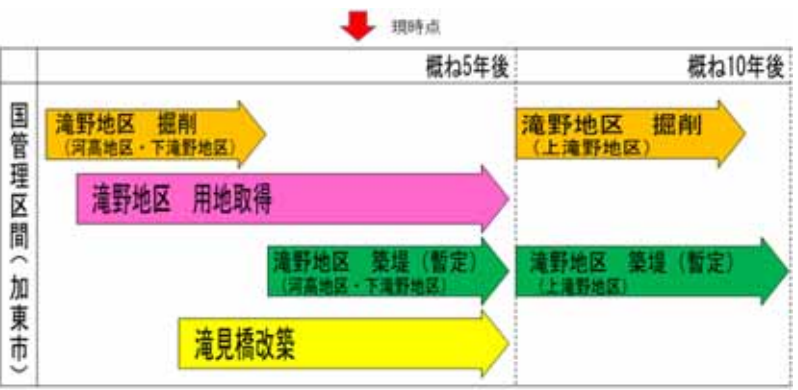 現時点
概ね5年後
概ね10年後
国管理区間(加東市)
滝野地区 掘削
(河高地区・下滝野地区)
滝野地区 掘削
(上滝野地区)
滝野地区 用地取得
滝野地区 築堤(暫定)
(河高地区・下滝野地区)
滝野地区 築堤(暫定)
(上滝野地区)
滝見橋改築